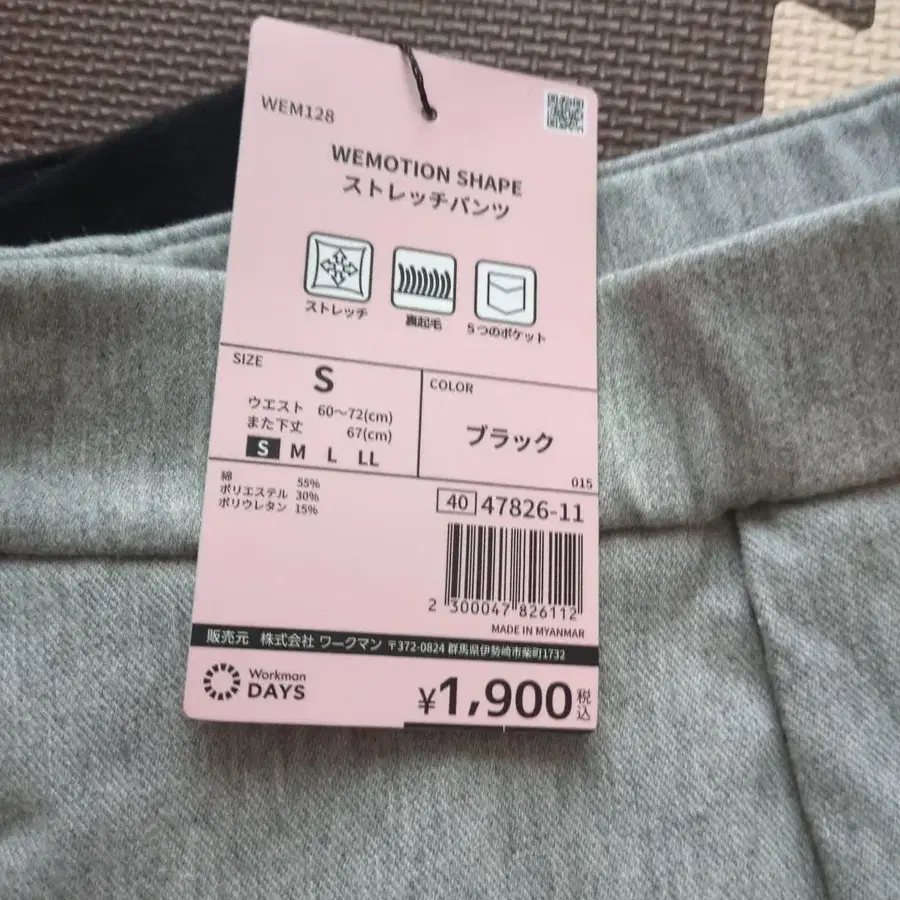 WEM128
WEMOTION SHAPE
ストレッチパンツ
ストレッチ
裏起毛
5つのポケット
SIZE
S
ウエスト 60〜72(cm)
また下丈 67(cm)
S M L LL
COLOR
ブラック
015
綿 55%
ポリエステル 30%
ポリウレタン 15%
40 47826-11
2 300047 826112
MADE IN MYANMAR
販売元 株式会社 ワークマン 〒372-0824 群馬県伊勢崎市柴町1732
Workman
DAYS
¥1,900税込